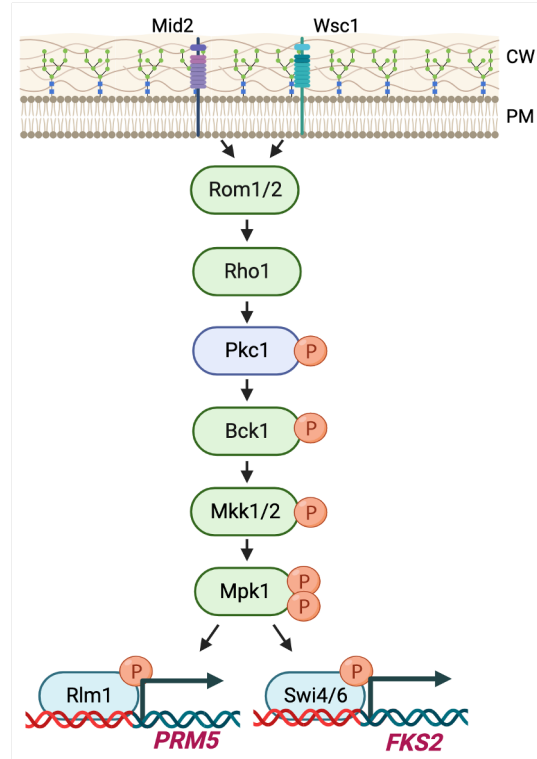 Mid2 Wsc1
CW
PM
Rom1/2
Rho1
Pkc1 P
Bck1 P
Mkk1/2 P
P
Mpk1
P
P P
Rlm1 Swi4/6
PRM5 FKS2